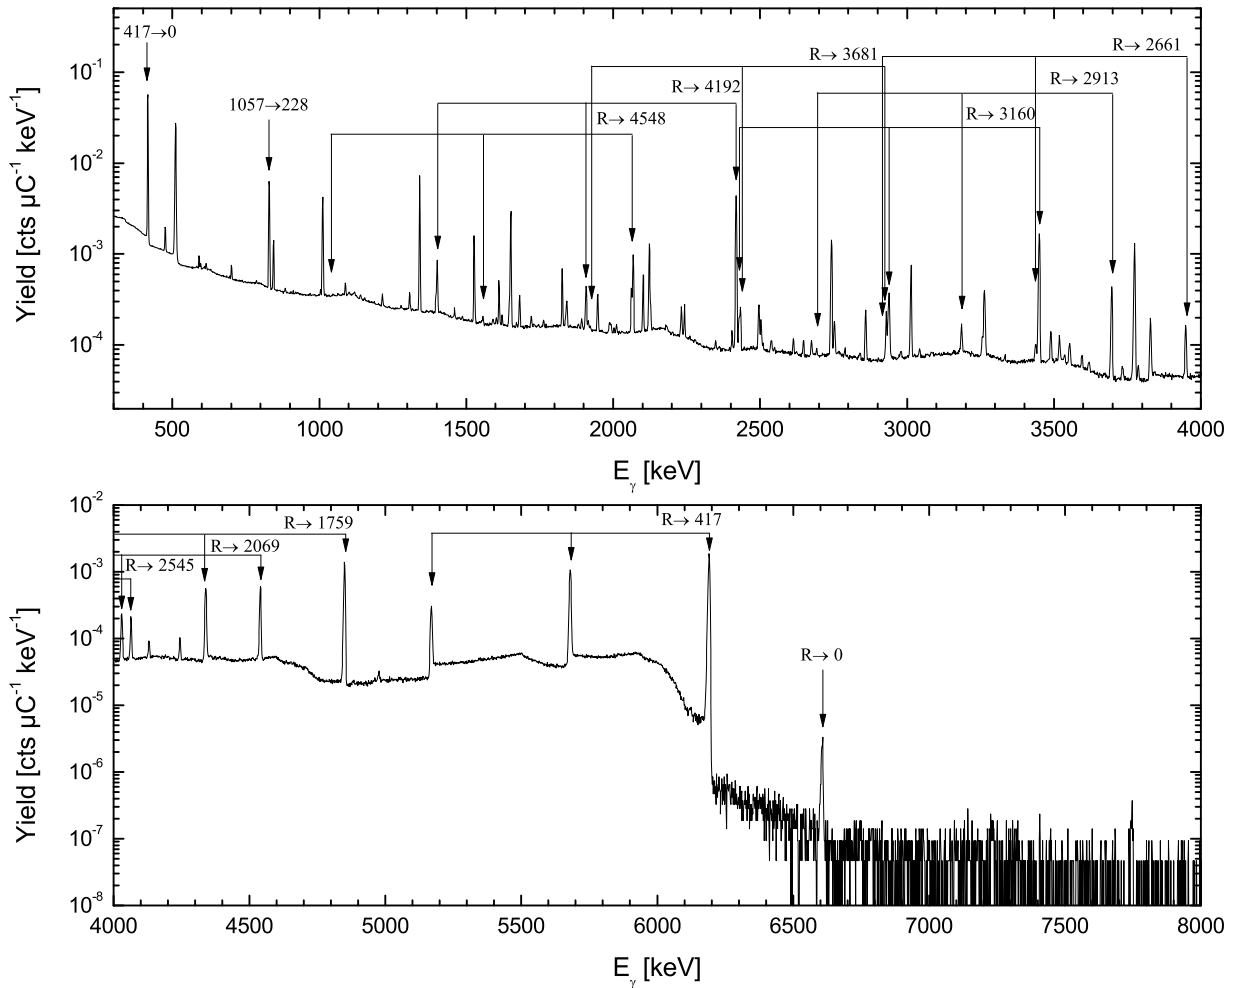 417→0
1057→228
R→ 4548
R→ 4192
R→ 3681
R→ 2661
R→ 2913
R→ 3160
10⁻¹
10⁻²
10⁻³
10⁻⁴
Yield [cts μC⁻¹ keV⁻¹]
500 1000 1500 2000 2500 3000 3500 4000
Eᵧ [keV]
R→ 1759
R→ 2069
R→ 2545
R→ 417
R→ 0
10⁻²
10⁻³
10⁻⁴
10⁻⁵
10⁻⁶
10⁻⁷
10⁻⁸
Yield [cts μC⁻¹ keV⁻¹]
4000 4500 5000 5500 6000 6500 7000 7500 8000
Eᵧ [keV]